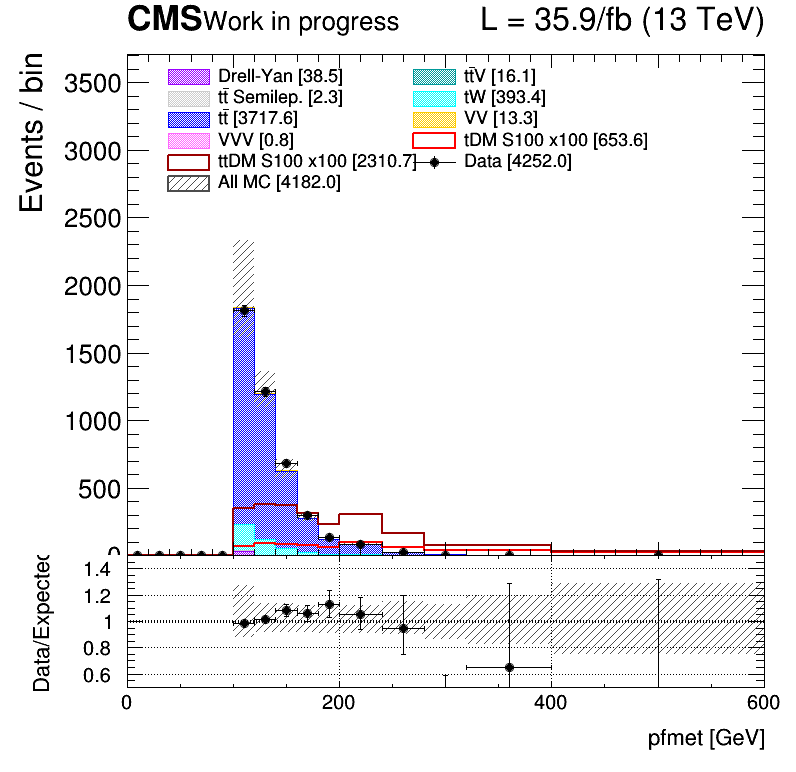 CMS Work in progress L = 35.9/fb (13 TeV)
Events / bin
3500
3000
2500
2000
1500
1000
500
0
Drell-Yan [38.5] tt̄V [16.1]
tt̄ Semilep. [2.3] tW [393.4]
tt̄ [3717.6] VV [13.3]
VVV [0.8] tDM S100 x100 [653.6]
ttDM S100 x100 [2310.7] Data [4252.0]
All MC [4182.0]
Data/Expected
1.4
1.2
1
0.8
0.6
0 200 400 600
pfmet [GeV]